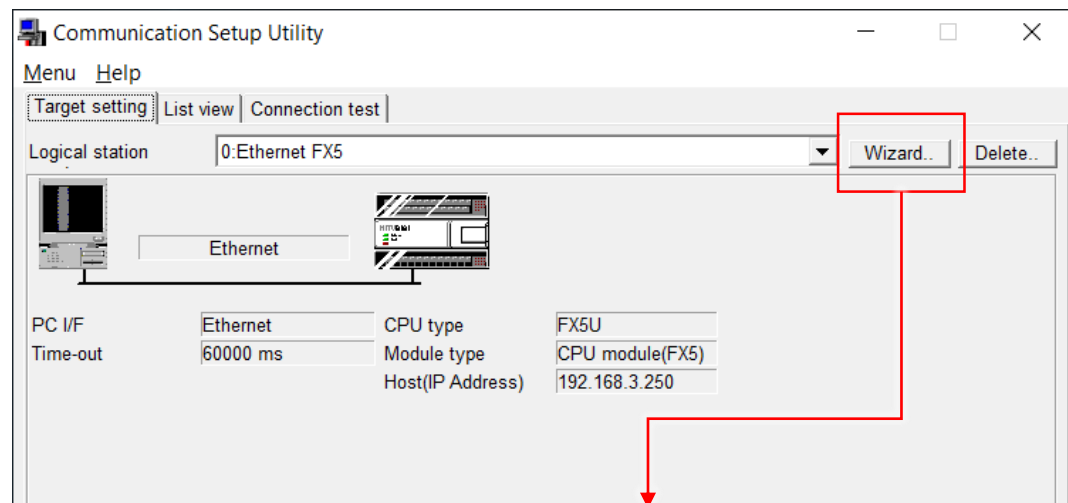 Communication Setup Utility
Menu Help
Target setting List view Connection test
Logical station 0:Ethernet FX5 Wizard.. Delete..
Ethernet
PC I/F Ethernet CPU type FX5U
Time-out 60000 ms Module type CPU module(FX5)
Host(IP Address) 192.168.3.250